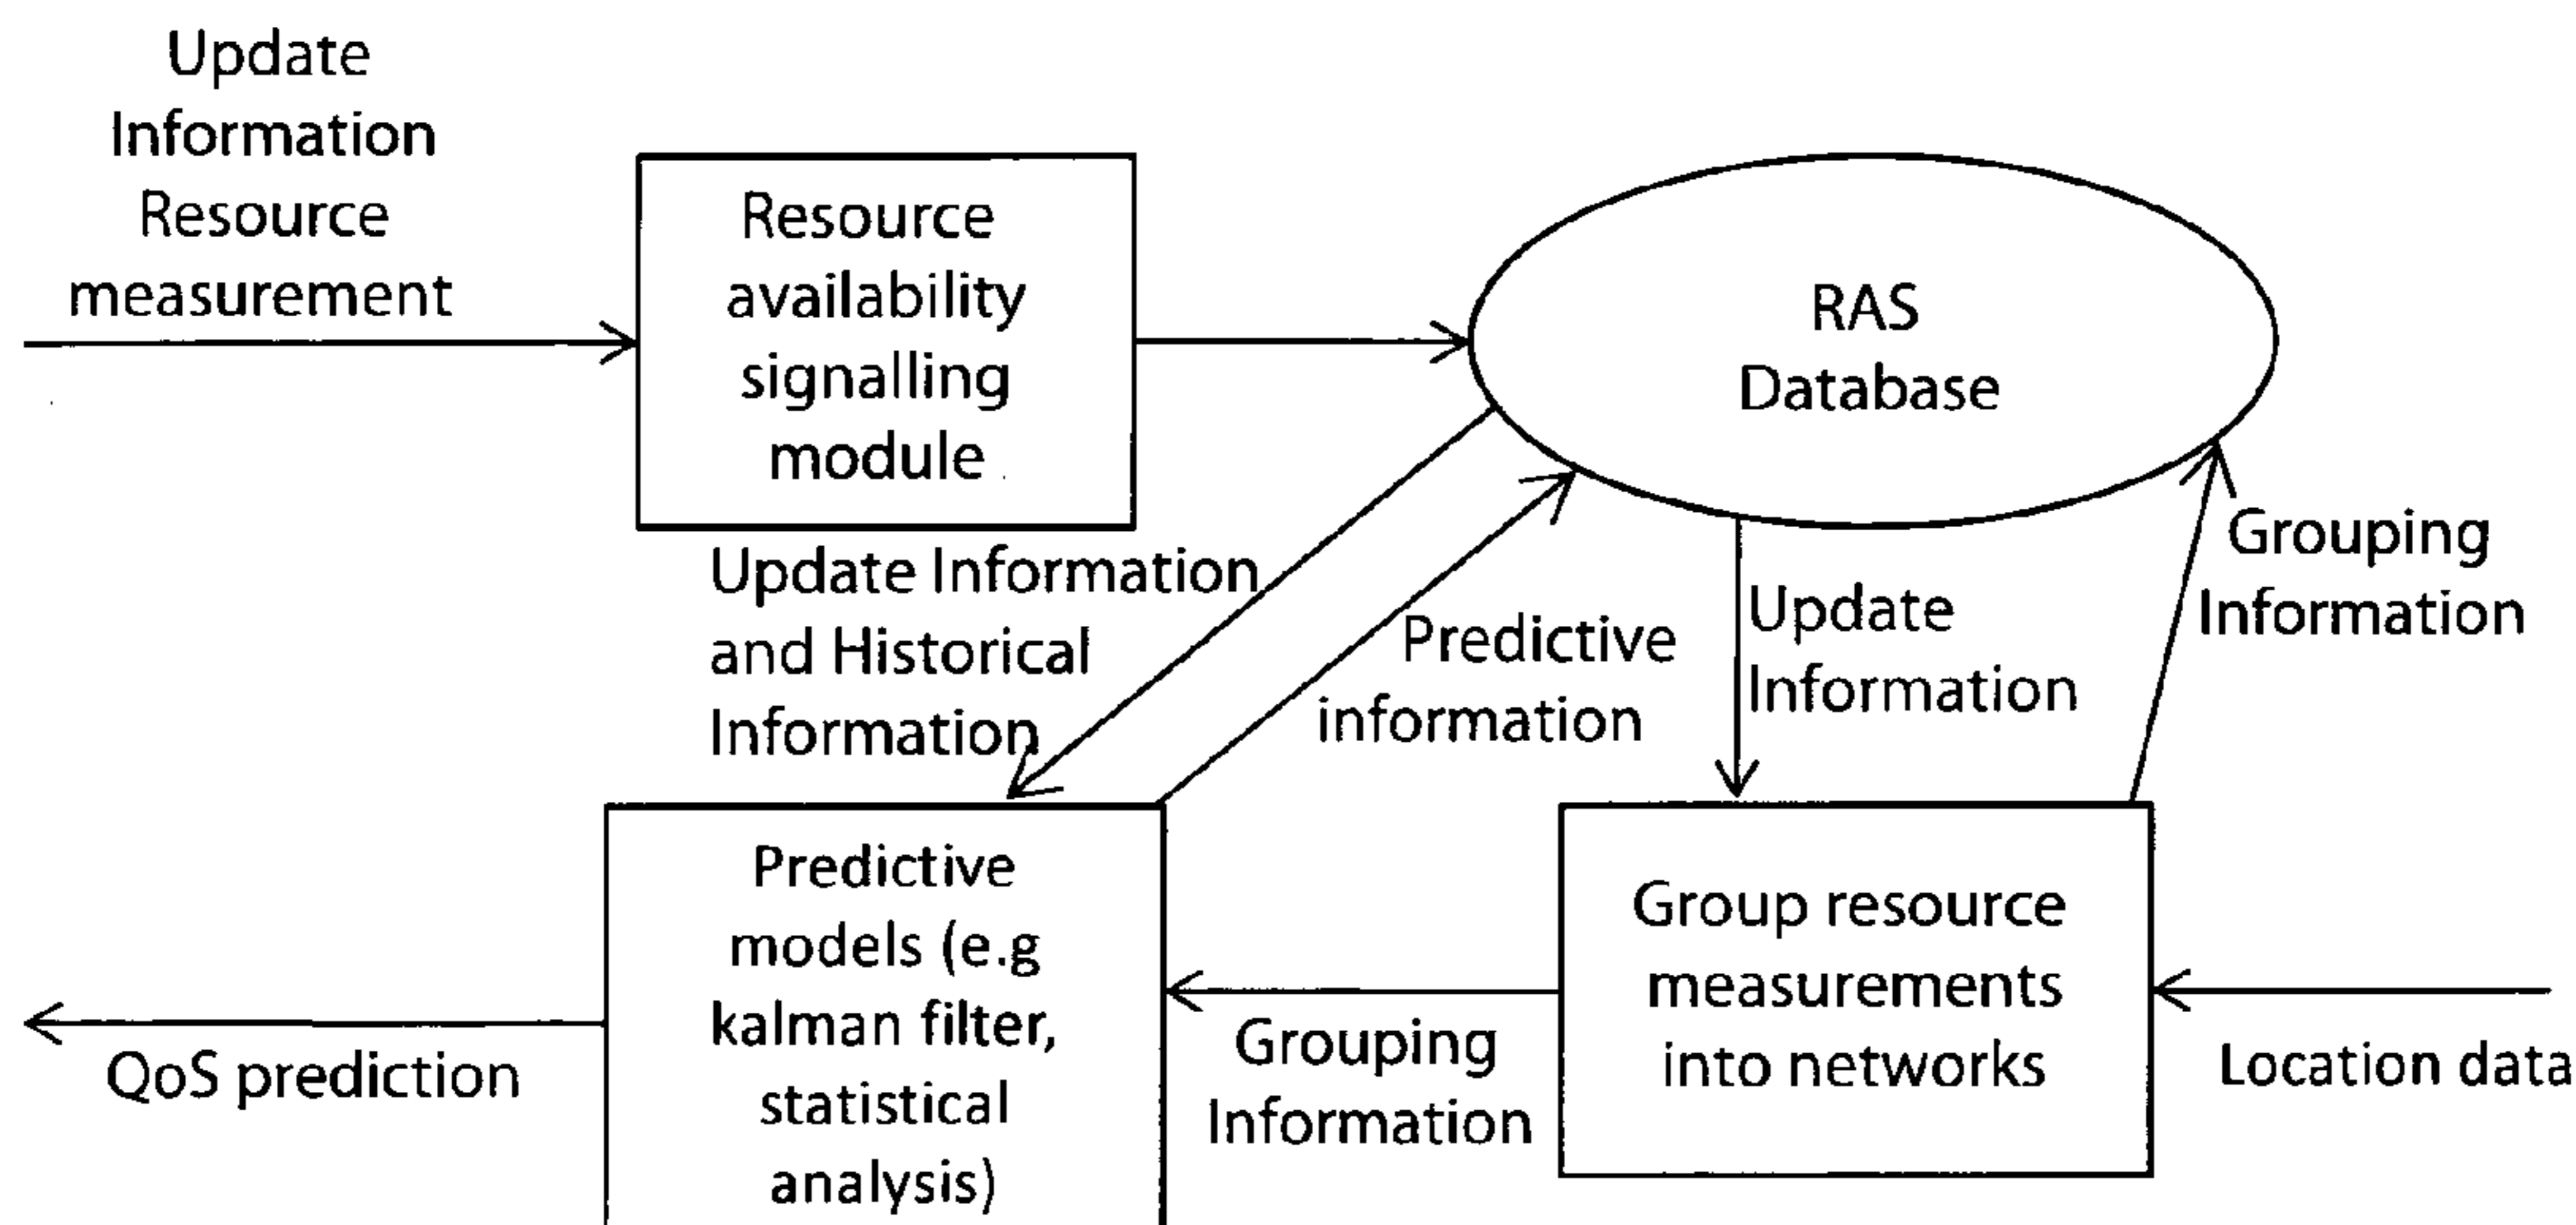 Update
Information
Resource
measurement
Resource
availability
signalling
module
RAS
Database
Update Information
and Historical
Information
Predictive
information
Update
Information
Grouping
Information
Predictive
models (e.g
kalman filter,
statistical
analysis)
QoS prediction
Grouping
Information
Group resource
measurements
into networks
Location data